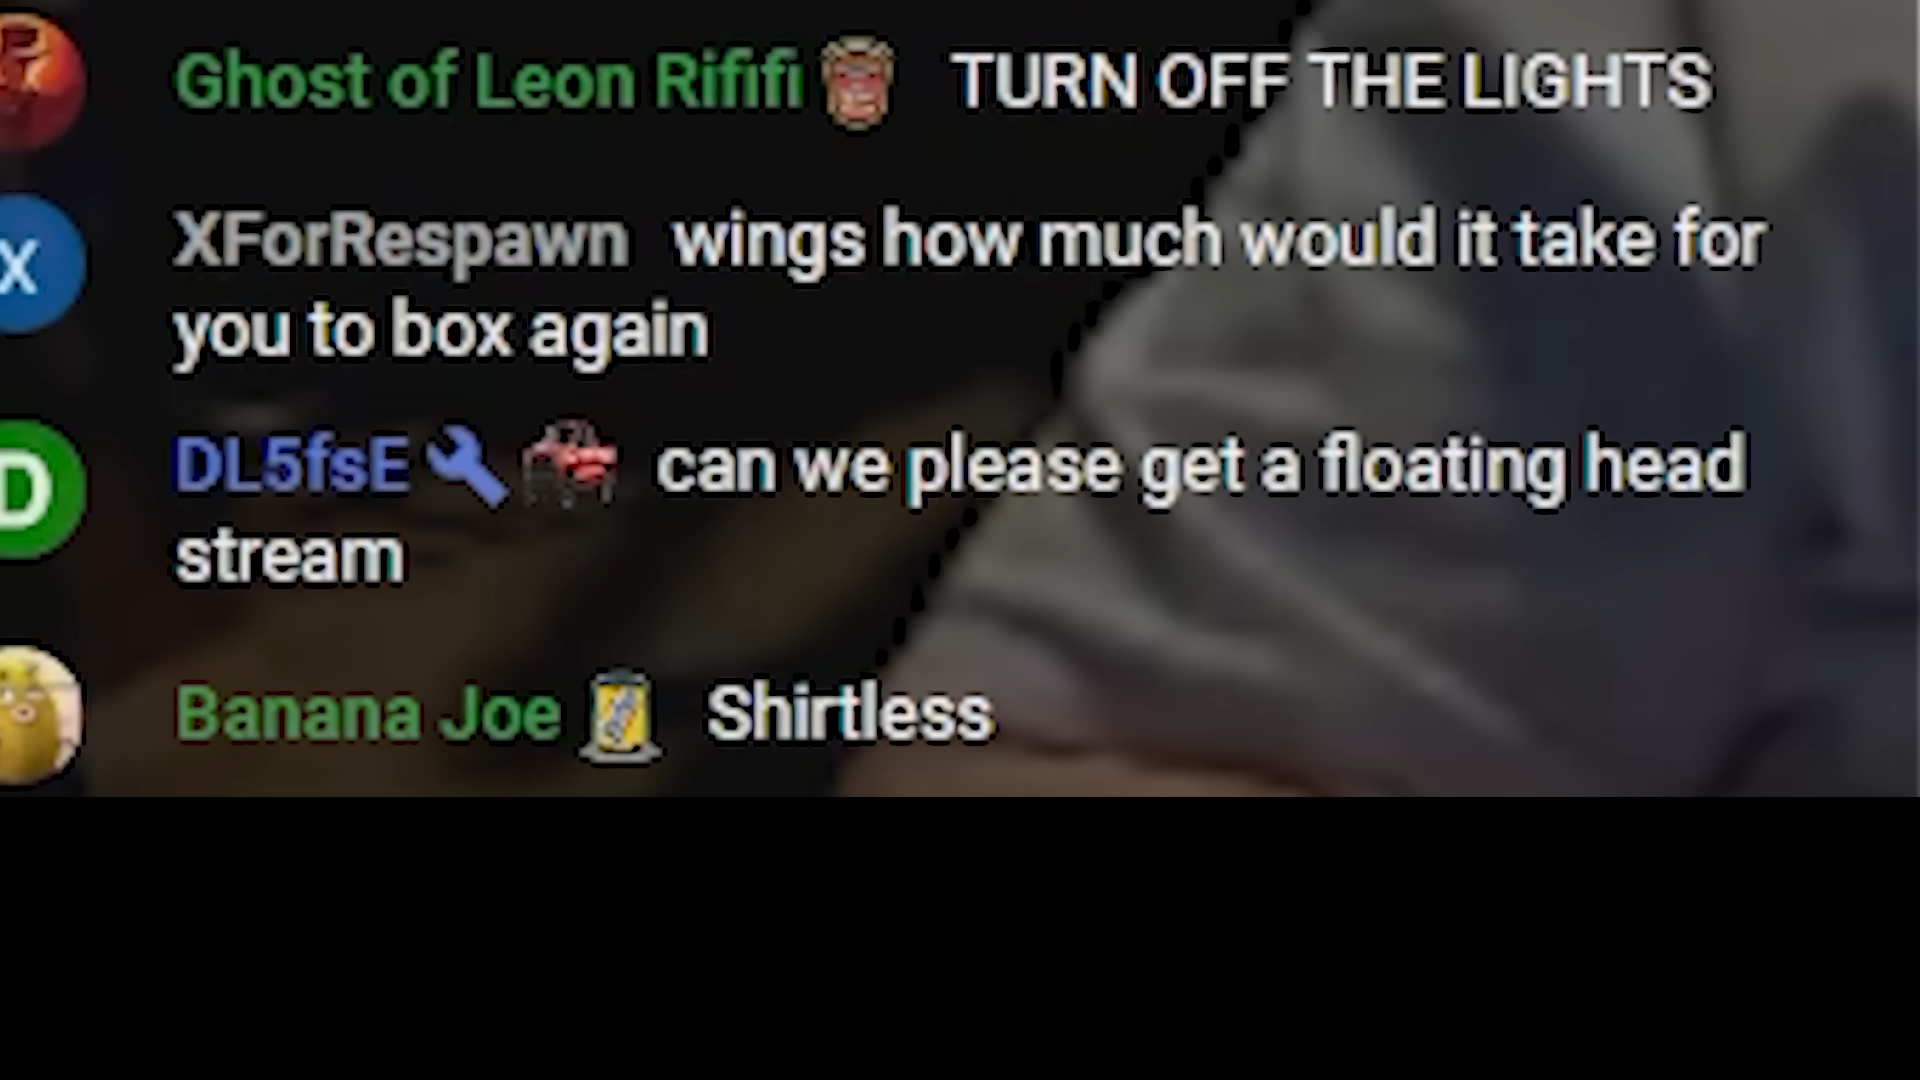 Ghost of Leon Rififi TURN OFF THE LIGHTS
X XForRespawn wings how much would it take for
you to box again
D DL5fsE can we please get a floating head
stream
Banana Joe Shirtless